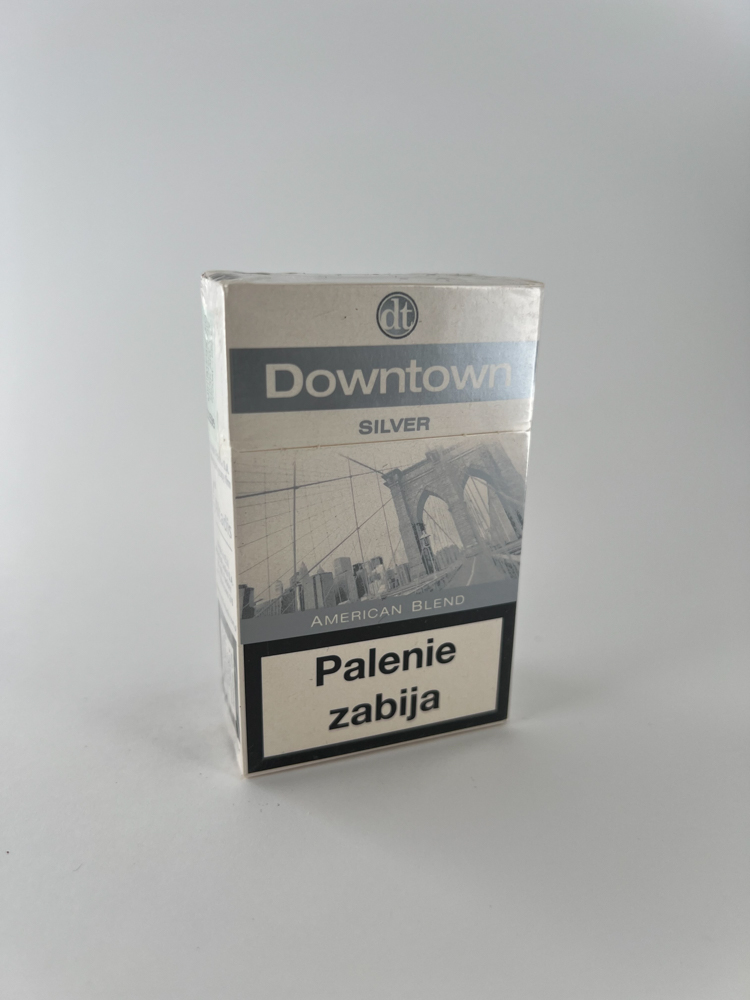 dt
Downtown
SILVER
AMERICAN BLEND
Palenie
zabija